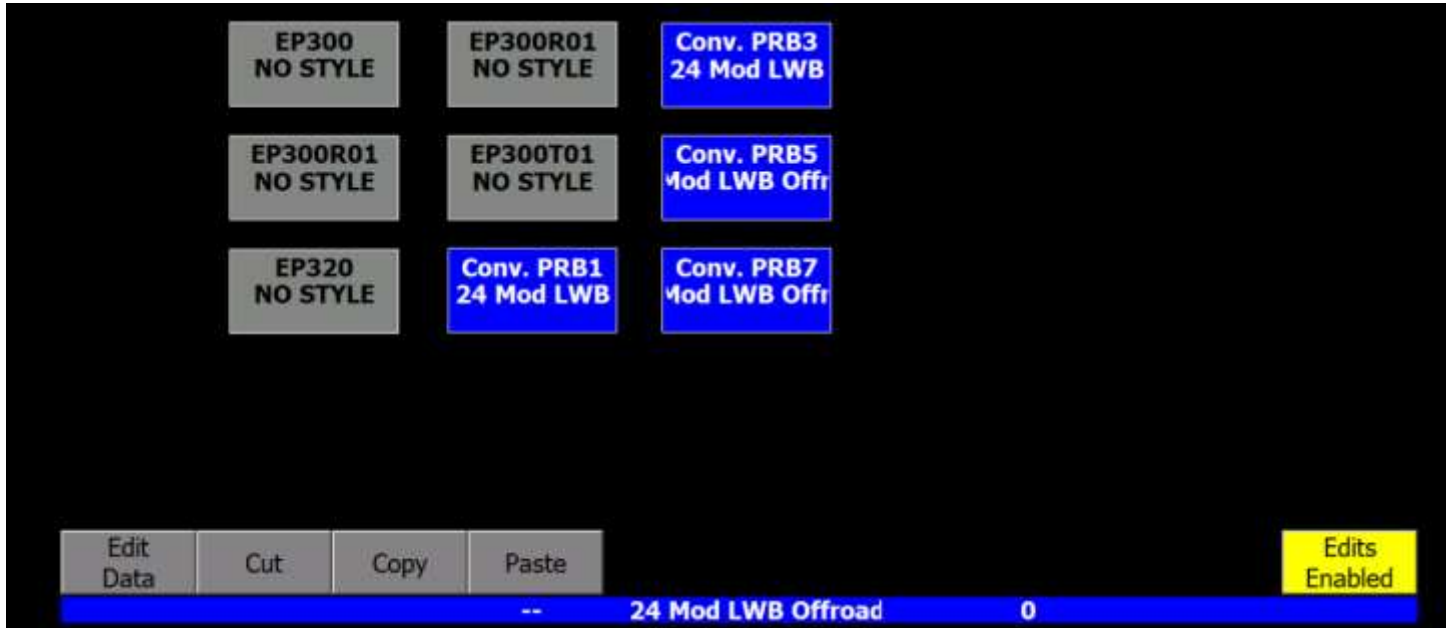 EP300
NO STYLE
EP300R01
NO STYLE
Conv. PRB3
24 Mod LWB
EP300R01
NO STYLE
EP300T01
NO STYLE
Conv. PRB5
Mod LWB Offr
EP320
NO STYLE
Conv. PRB1
24 Mod LWB
Conv. PRB7
Mod LWB Offr
Edit
Data
Cut
Copy
Paste
Edits
Enabled
-- 24 Mod LWB Offroad 0